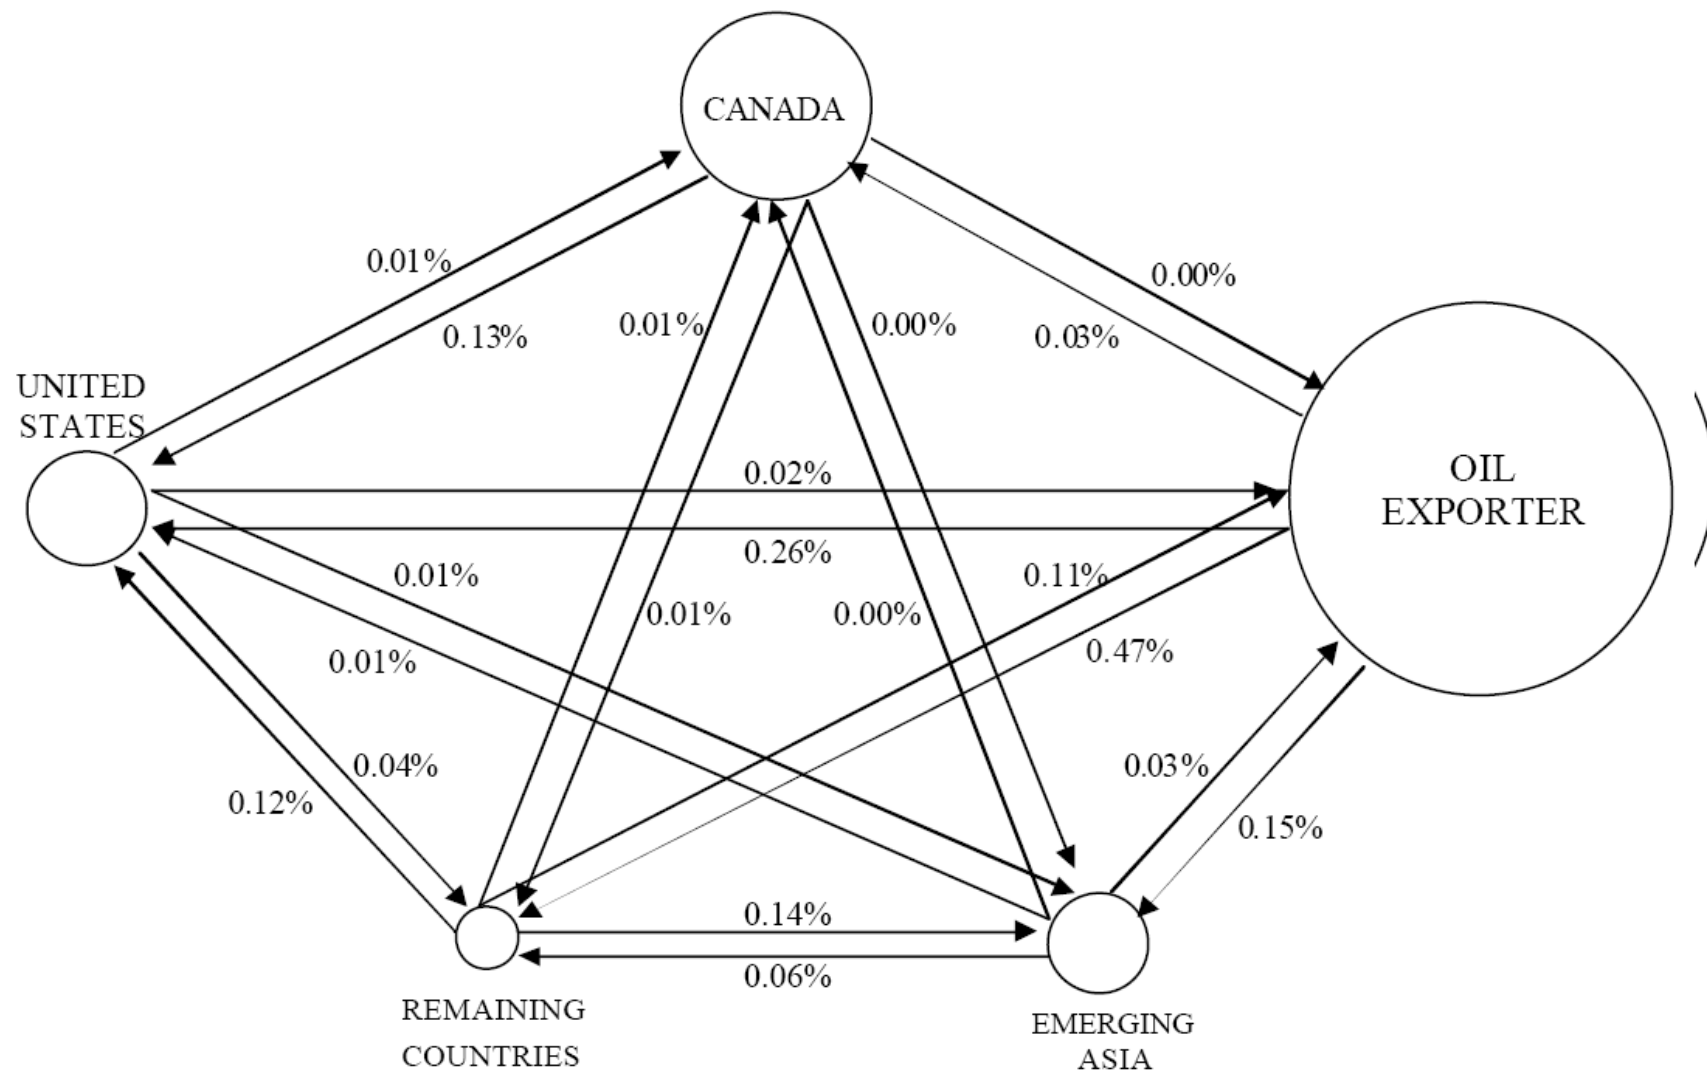 CANADA
0.01%
0.00%
0.13%
0.01%
0.00%
0.03%
UNITED
STATES
0.02%
OIL
EXPORTER
0.26%
0.01%
0.11%
0.01%
0.00%
0.01%
0.47%
0.04%
0.03%
0.12%
0.15%
0.14%
0.06%
REMAINING
COUNTRIES
EMERGING
ASIA